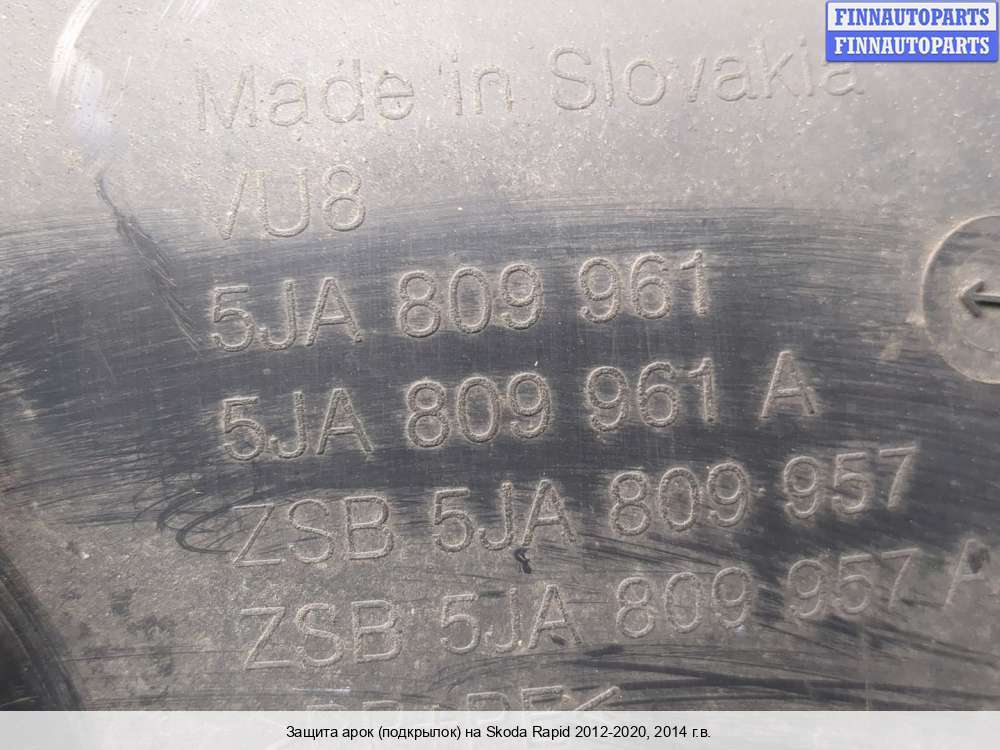 FINNAUTOPARTS
FINNAUTOPARTS
Made in Slovakia
VU8
5JA 809 961
5JA 809 961 A
ZSB 5JA 809 957
ZSB 5JA 809 957 A
Защита арок (подкрылок) на Skoda Rapid 2012-2020, 2014 г.в.